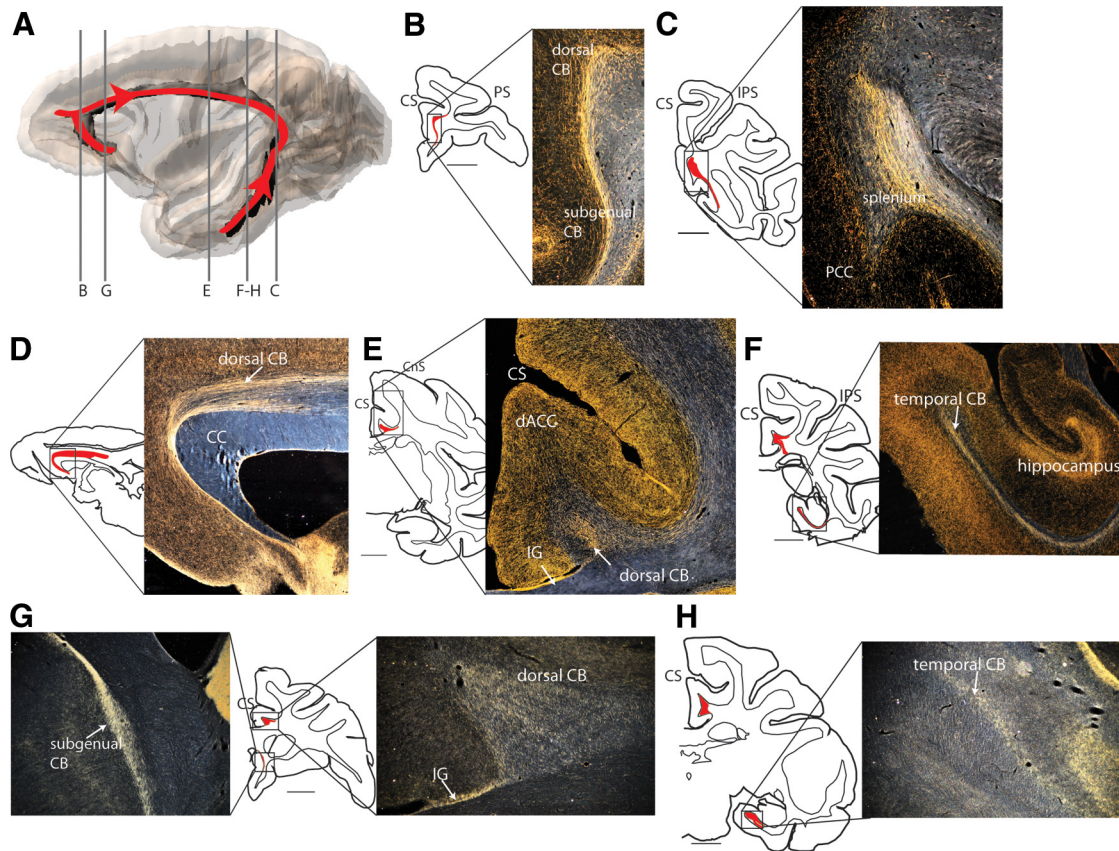 A
B
G
E
F-H
C
B
CS
PS
dorsal
CB
subgenual
CB
C
CS
IPS
splenium
PCC
D
dorsal CB
CC
E
CnS
CS
CS
dACC
IG
dorsal CB
F
CS
IPS
temporal CB
hippocampus
G
subgenual
CB
CS
dorsal CB
IG
H
CS
temporal CB